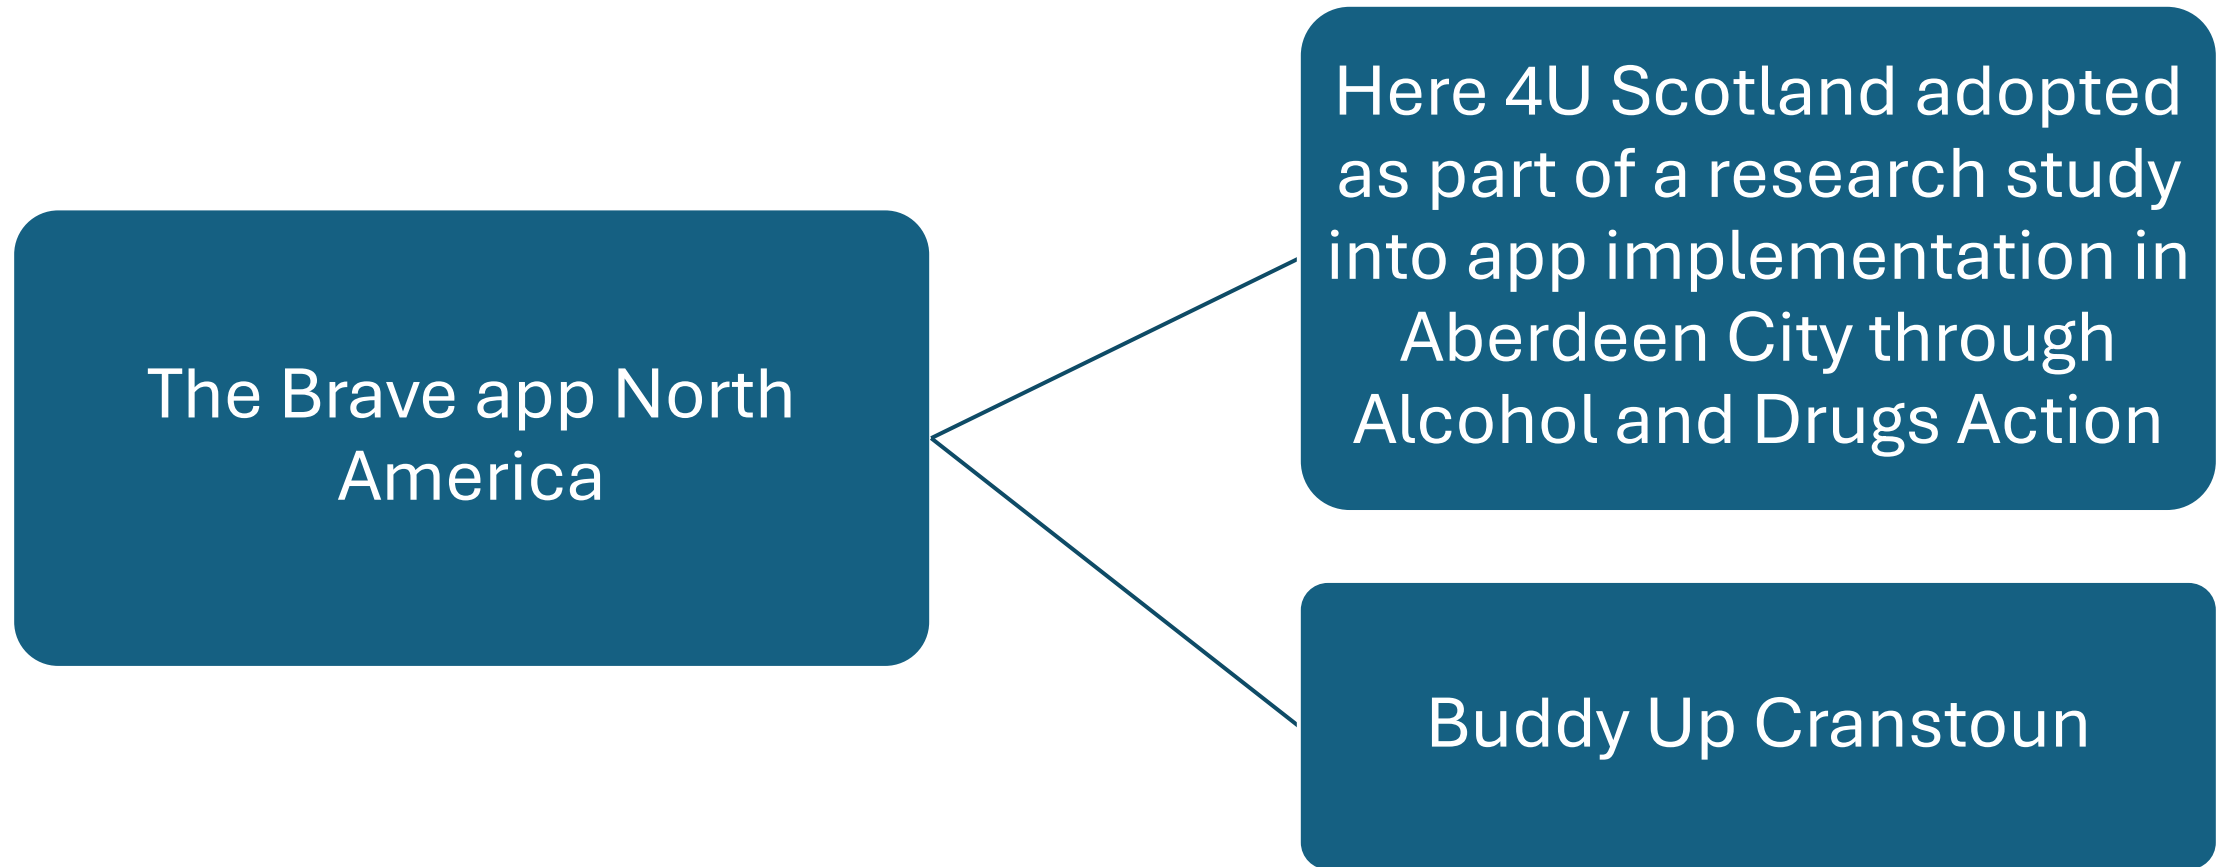 The Brave app North
America
Here 4U Scotland adopted
as part of a research study
into app implementation in
Aberdeen City through
Alcohol and Drugs Action
Buddy Up Cranstoun